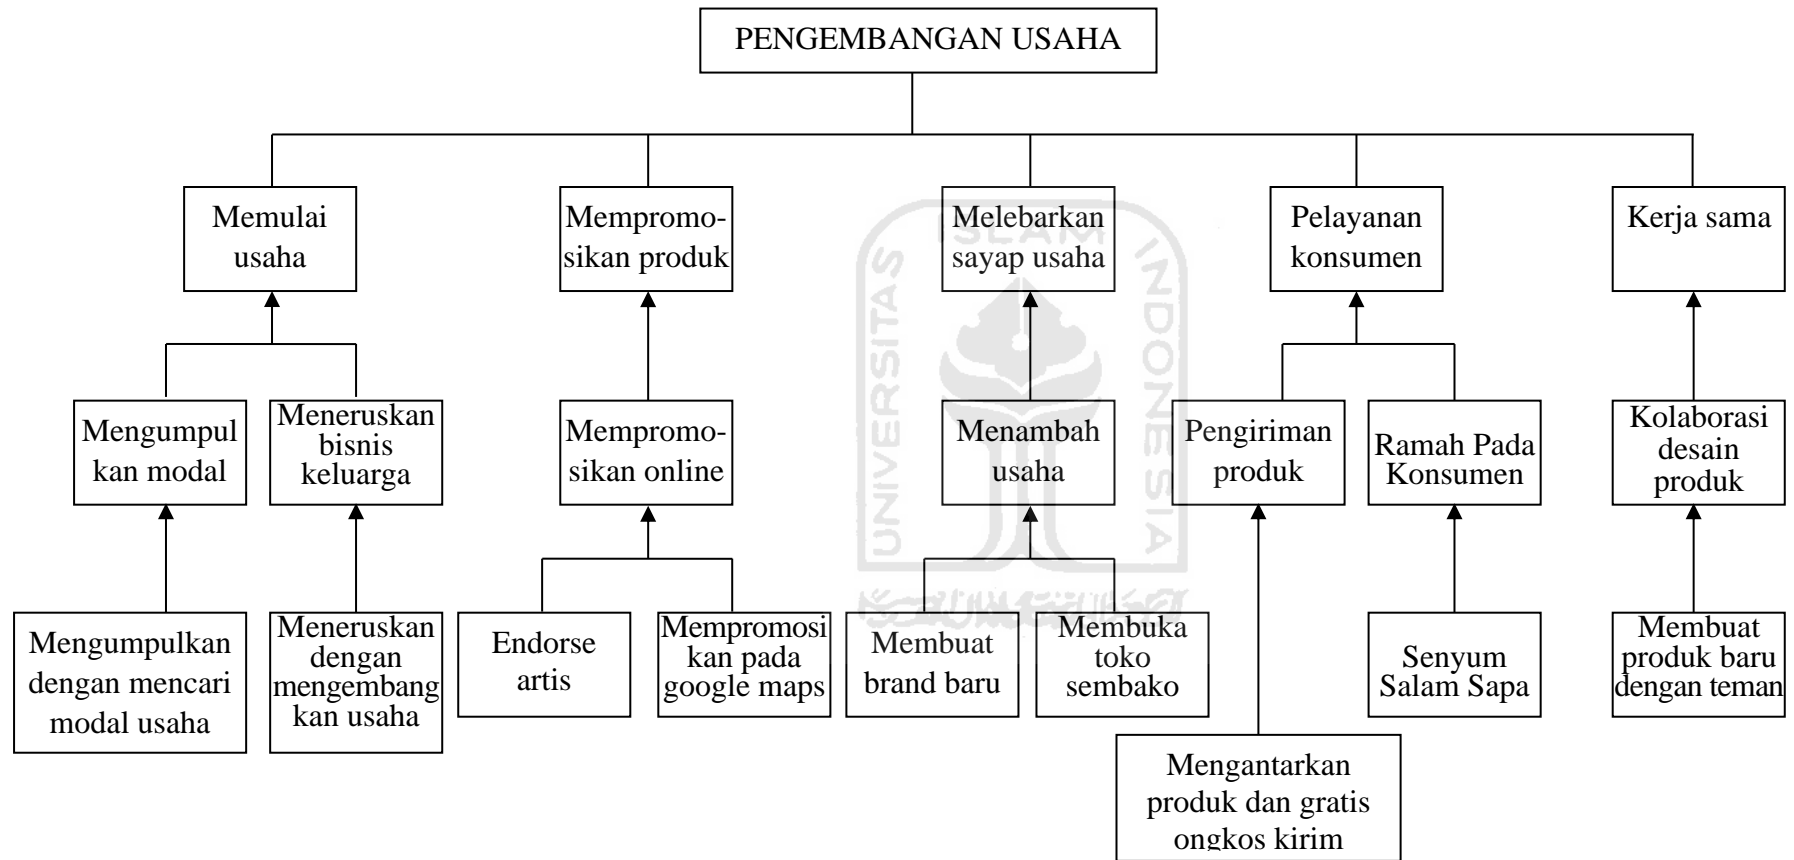 PENGEMBANGAN USAHA
Memulai
usaha
Mempromo-
sikan produk
Melebarkan
sayap usaha
Pelayanan
konsumen
Kerja sama
Mengumpul
kan modal
Meneruskan
bisnis
keluarga
Mempromo-
sikan online
Menambah
usaha
Pengiriman
produk
Ramah Pada
Konsumen
Kolaborasi
desain
produk
Mengumpulkan
dengan mencari
modal usaha
Meneruskan
dengan
mengembang
kan usaha
Endorse
artis
Mempromosi
kan pada
google maps
Membuat
brand baru
Membuka
toko
sembako
Mengantarkan
produk dan gratis
ongkos kirim
Senyum
Salam Sapa
Membuat
produk baru
dengan teman
UNIVERSITAS
ISLAM
INDONESIA